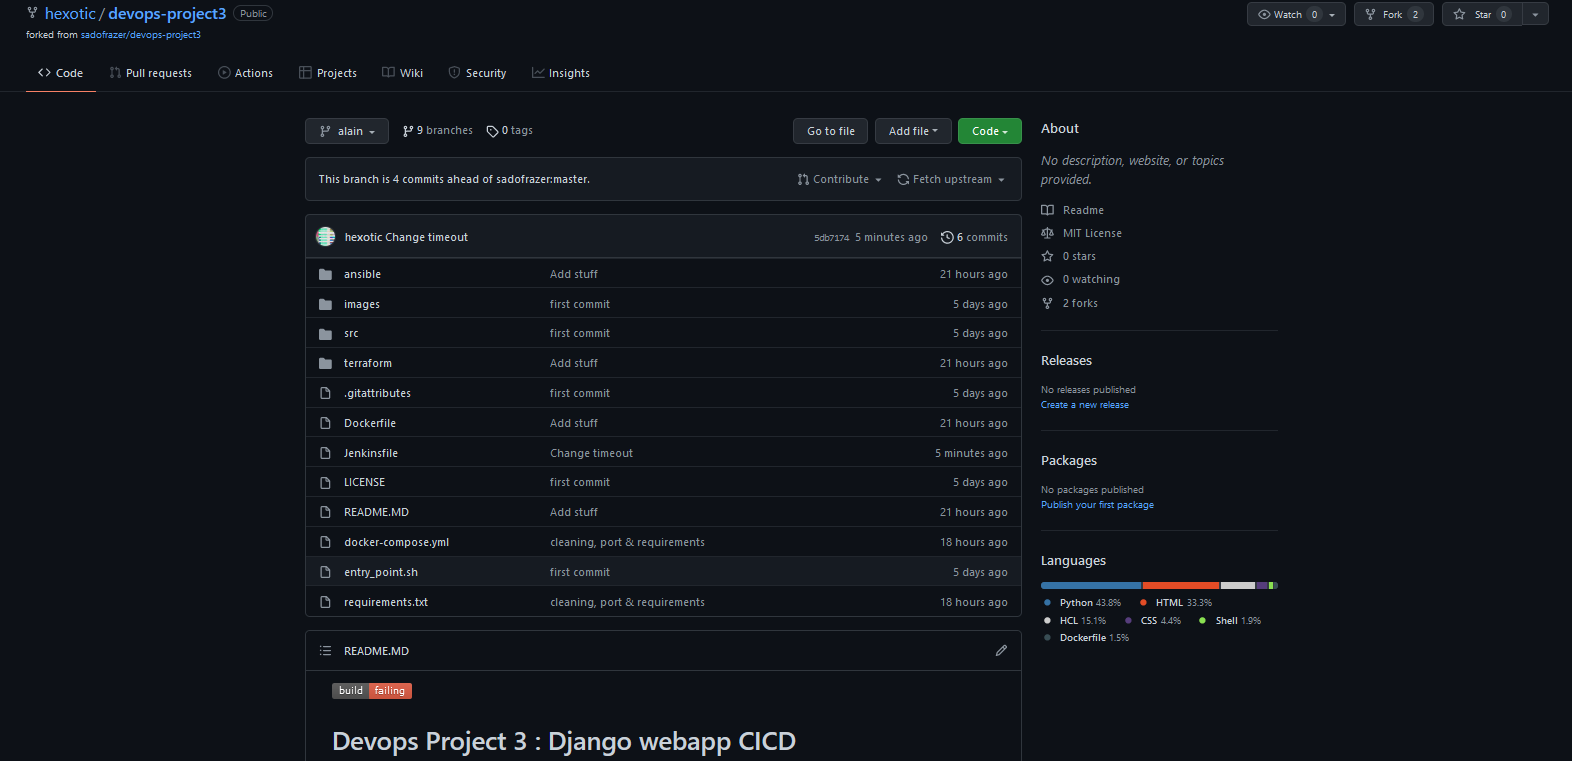 hexotic / devops-project3 Public
Watch 0 Fork 2 Star 0
forked from sadofrazer/devops-project3
Code Pull requests Actions Projects Wiki Security Insights
alain 9 branches 0 tags Go to file Add file Code
This branch is 4 commits ahead of sadofrazer:master. Contribute Fetch upstream
hexotic Change timeout 5db7174 5 minutes ago 6 commits
ansible Add stuff 21 hours ago
images first commit 5 days ago
src first commit 5 days ago
terraform Add stuff 21 hours ago
.gitattributes first commit 5 days ago
Dockerfile Add stuff 21 hours ago
Jenkinsfile Change timeout 5 minutes ago
LICENSE first commit 5 days ago
README.MD Add stuff 21 hours ago
docker-compose.yml cleaning, port & requirements 18 hours ago
entry_point.sh first commit 5 days ago
requirements.txt cleaning, port & requirements 18 hours ago
README.MD
build failing
Devops Project 3 : Django webapp CICD
About
No description, website, or topics
provided.
Readme
MIT License
0 stars
0 watching
2 forks
Releases
No releases published
Create a new release
Packages
No packages published
Publish your first package
Languages
Python 43.8% HTML 33.3%
HCL 15.1% CSS 4.4% Shell 1.9%
Dockerfile 1.5%